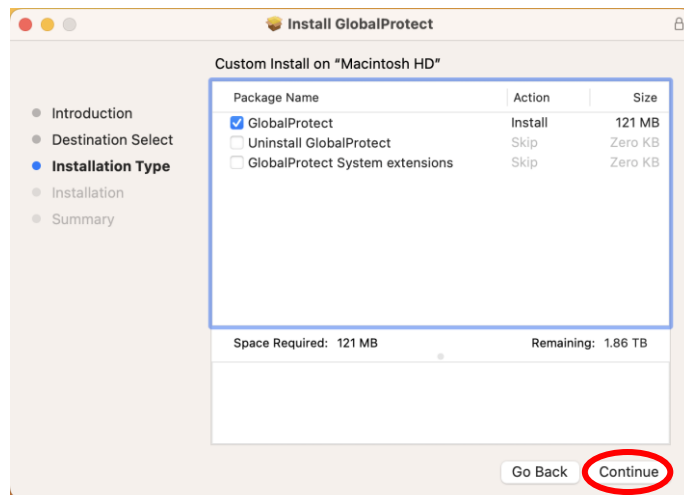 Install GlobalProtect
Custom Install on “Macintosh HD”
Introduction
Destination Select
Installation Type
Installation
Summary
Package Name Action Size
GlobalProtect Install 121 MB
Uninstall GlobalProtect Skip Zero KB
GlobalProtect System extensions Skip Zero KB
Space Required: 121 MB Remaining: 1.86 TB
Go Back Continue